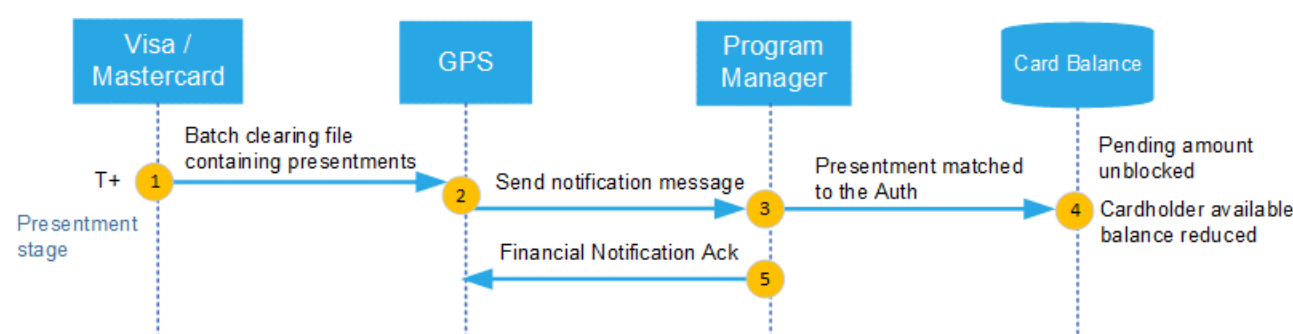 Visa /
Mastercard
GPS
Program
Manager
Card Balance
Batch clearing file
containing presentments
T+
1
Presentment
stage
2
Send notification message
3
Presentment matched
to the Auth
Pending amount
unblocked
4
Cardholder available
balance reduced
Financial Notification Ack
5